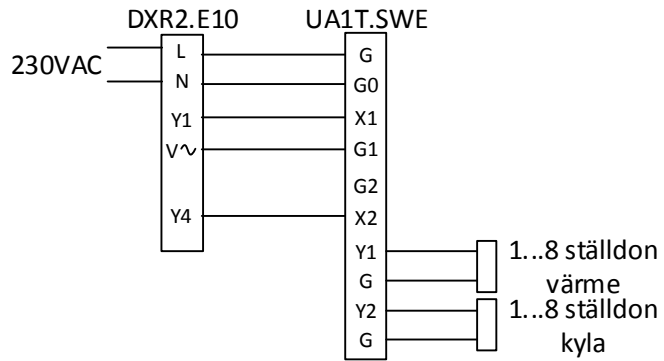 DXR2.E10
UA1T.SWE
230VAC
L
N
Y1
V∿
Y4
G
G0
X1
G1
G2
X2
Y1
G
Y2
G
1...8 ställdon
värme
1...8 ställdon
kyla